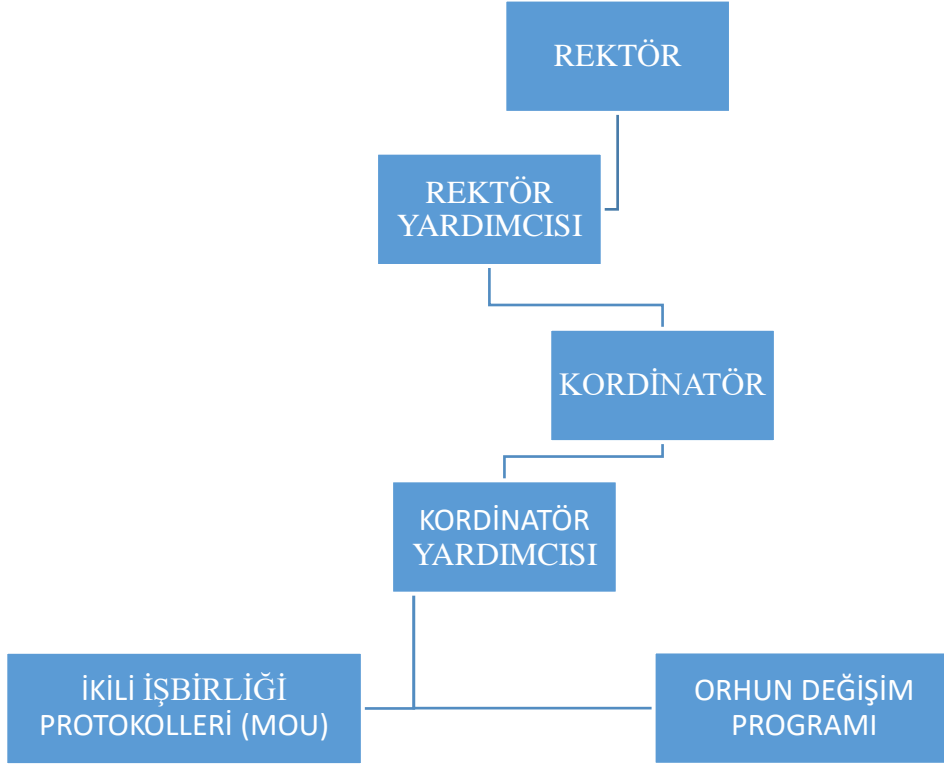 REKTÖR
REKTÖR
YARDIMCISI
KORDİNATÖR
KORDİNATÖR
YARDIMCISI
İKİLİ İŞBİRLİĞİ
PROTOKOLLERİ (MOU)
ORHUN DEĞİŞİM
PROGRAMI